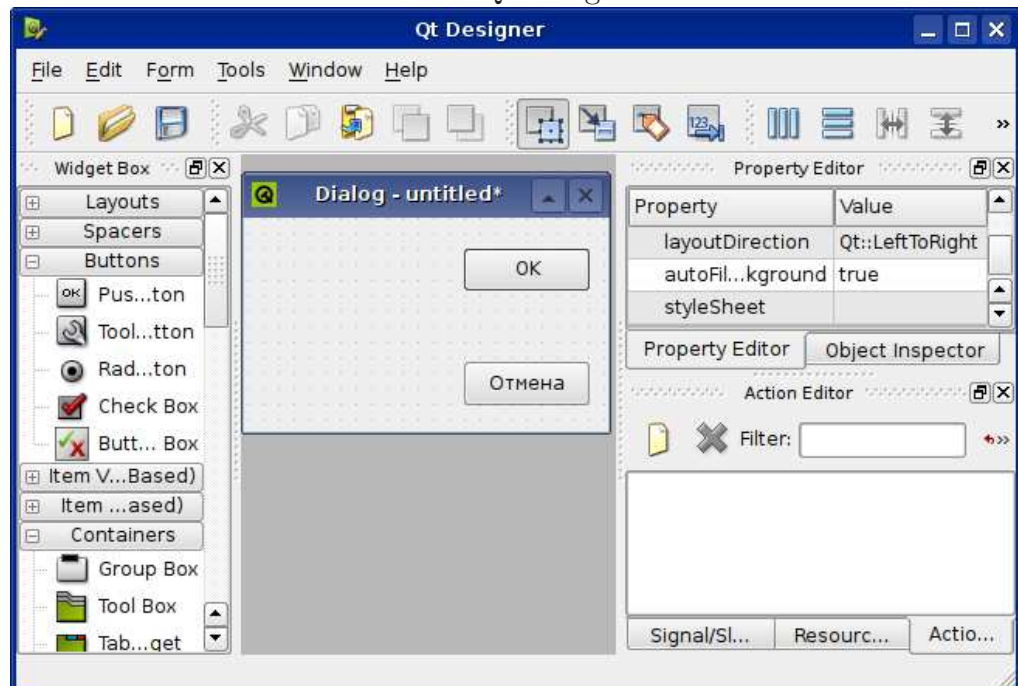 Qt Designer
File Edit Form Tools Window Help
123
Widget Box
Layouts
Spacers
Buttons
OK Pus...ton
Tool...tton
Rad...ton
Check Box
Butt... Box
Item V...Based)
Item ...ased)
Containers
Group Box
Tool Box
Tab...get
Dialog - untitled*
OK
Отмена
Property Editor
Property Value
layoutDirection Qt::LeftToRight
autoFil...kground true
styleSheet
Property Editor Object Inspector
Action Editor
Filter:
Signal/Sl... Resourc... Actio...